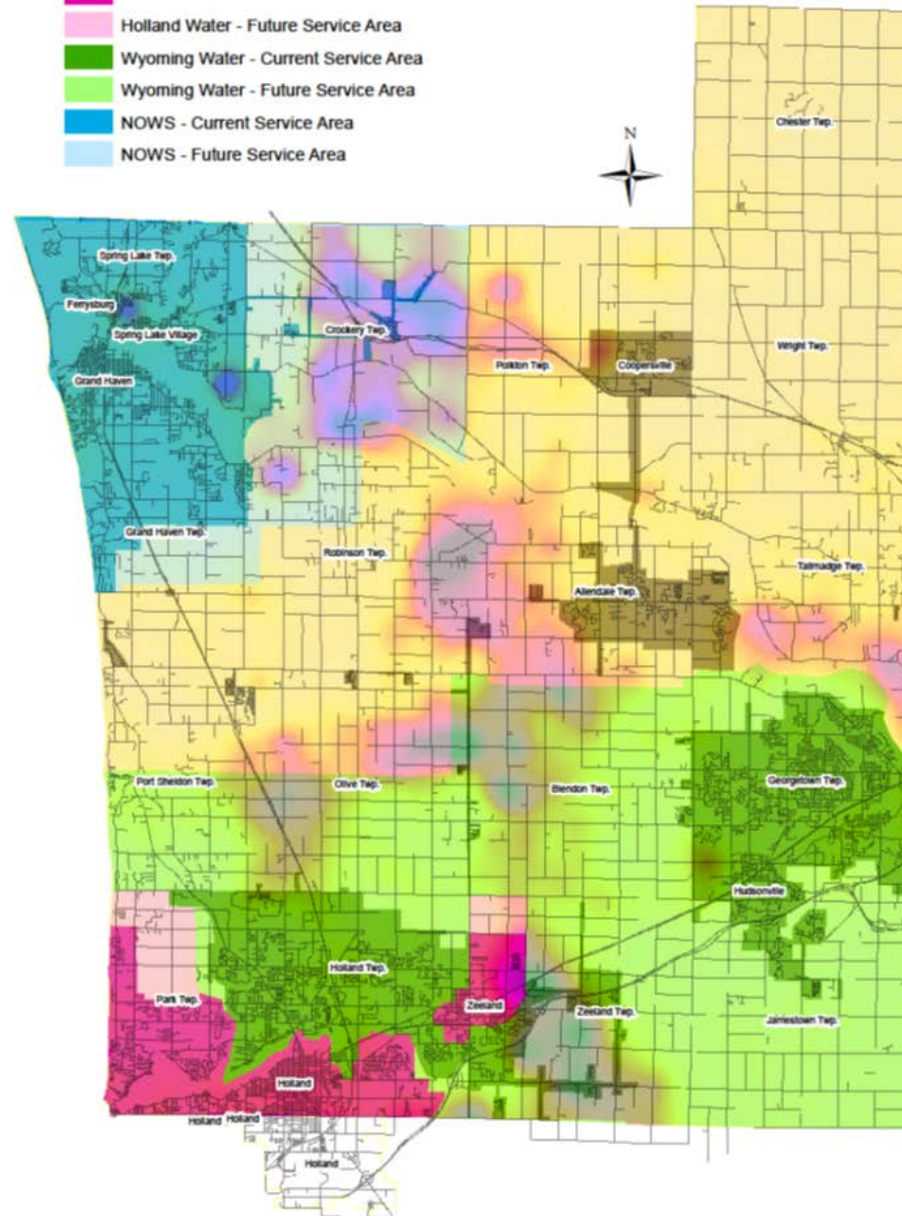 Holland Water - Future Service Area
Wyoming Water - Current Service Area
Wyoming Water - Future Service Area
NOWS - Current Service Area
NOWS - Future Service Area
N
Chester Twp.
Spring Lake Twp.
Ferrysburg
Spring Lake Village
Crockery Twp.
Wright Twp.
Polkton Twp.
Coopersville
Grand Haven
Grand Haven Twp.
Robinson Twp.
Tallmadge Twp.
Allendale Twp.
Port Sheldon Twp.
Olive Twp.
Blendon Twp.
Georgetown Twp.
Hudsonville
Holland Twp.
Park Twp.
Zeeland
Zeeland Twp.
Jamestown Twp.
Holland
Holland
Holland
Holland